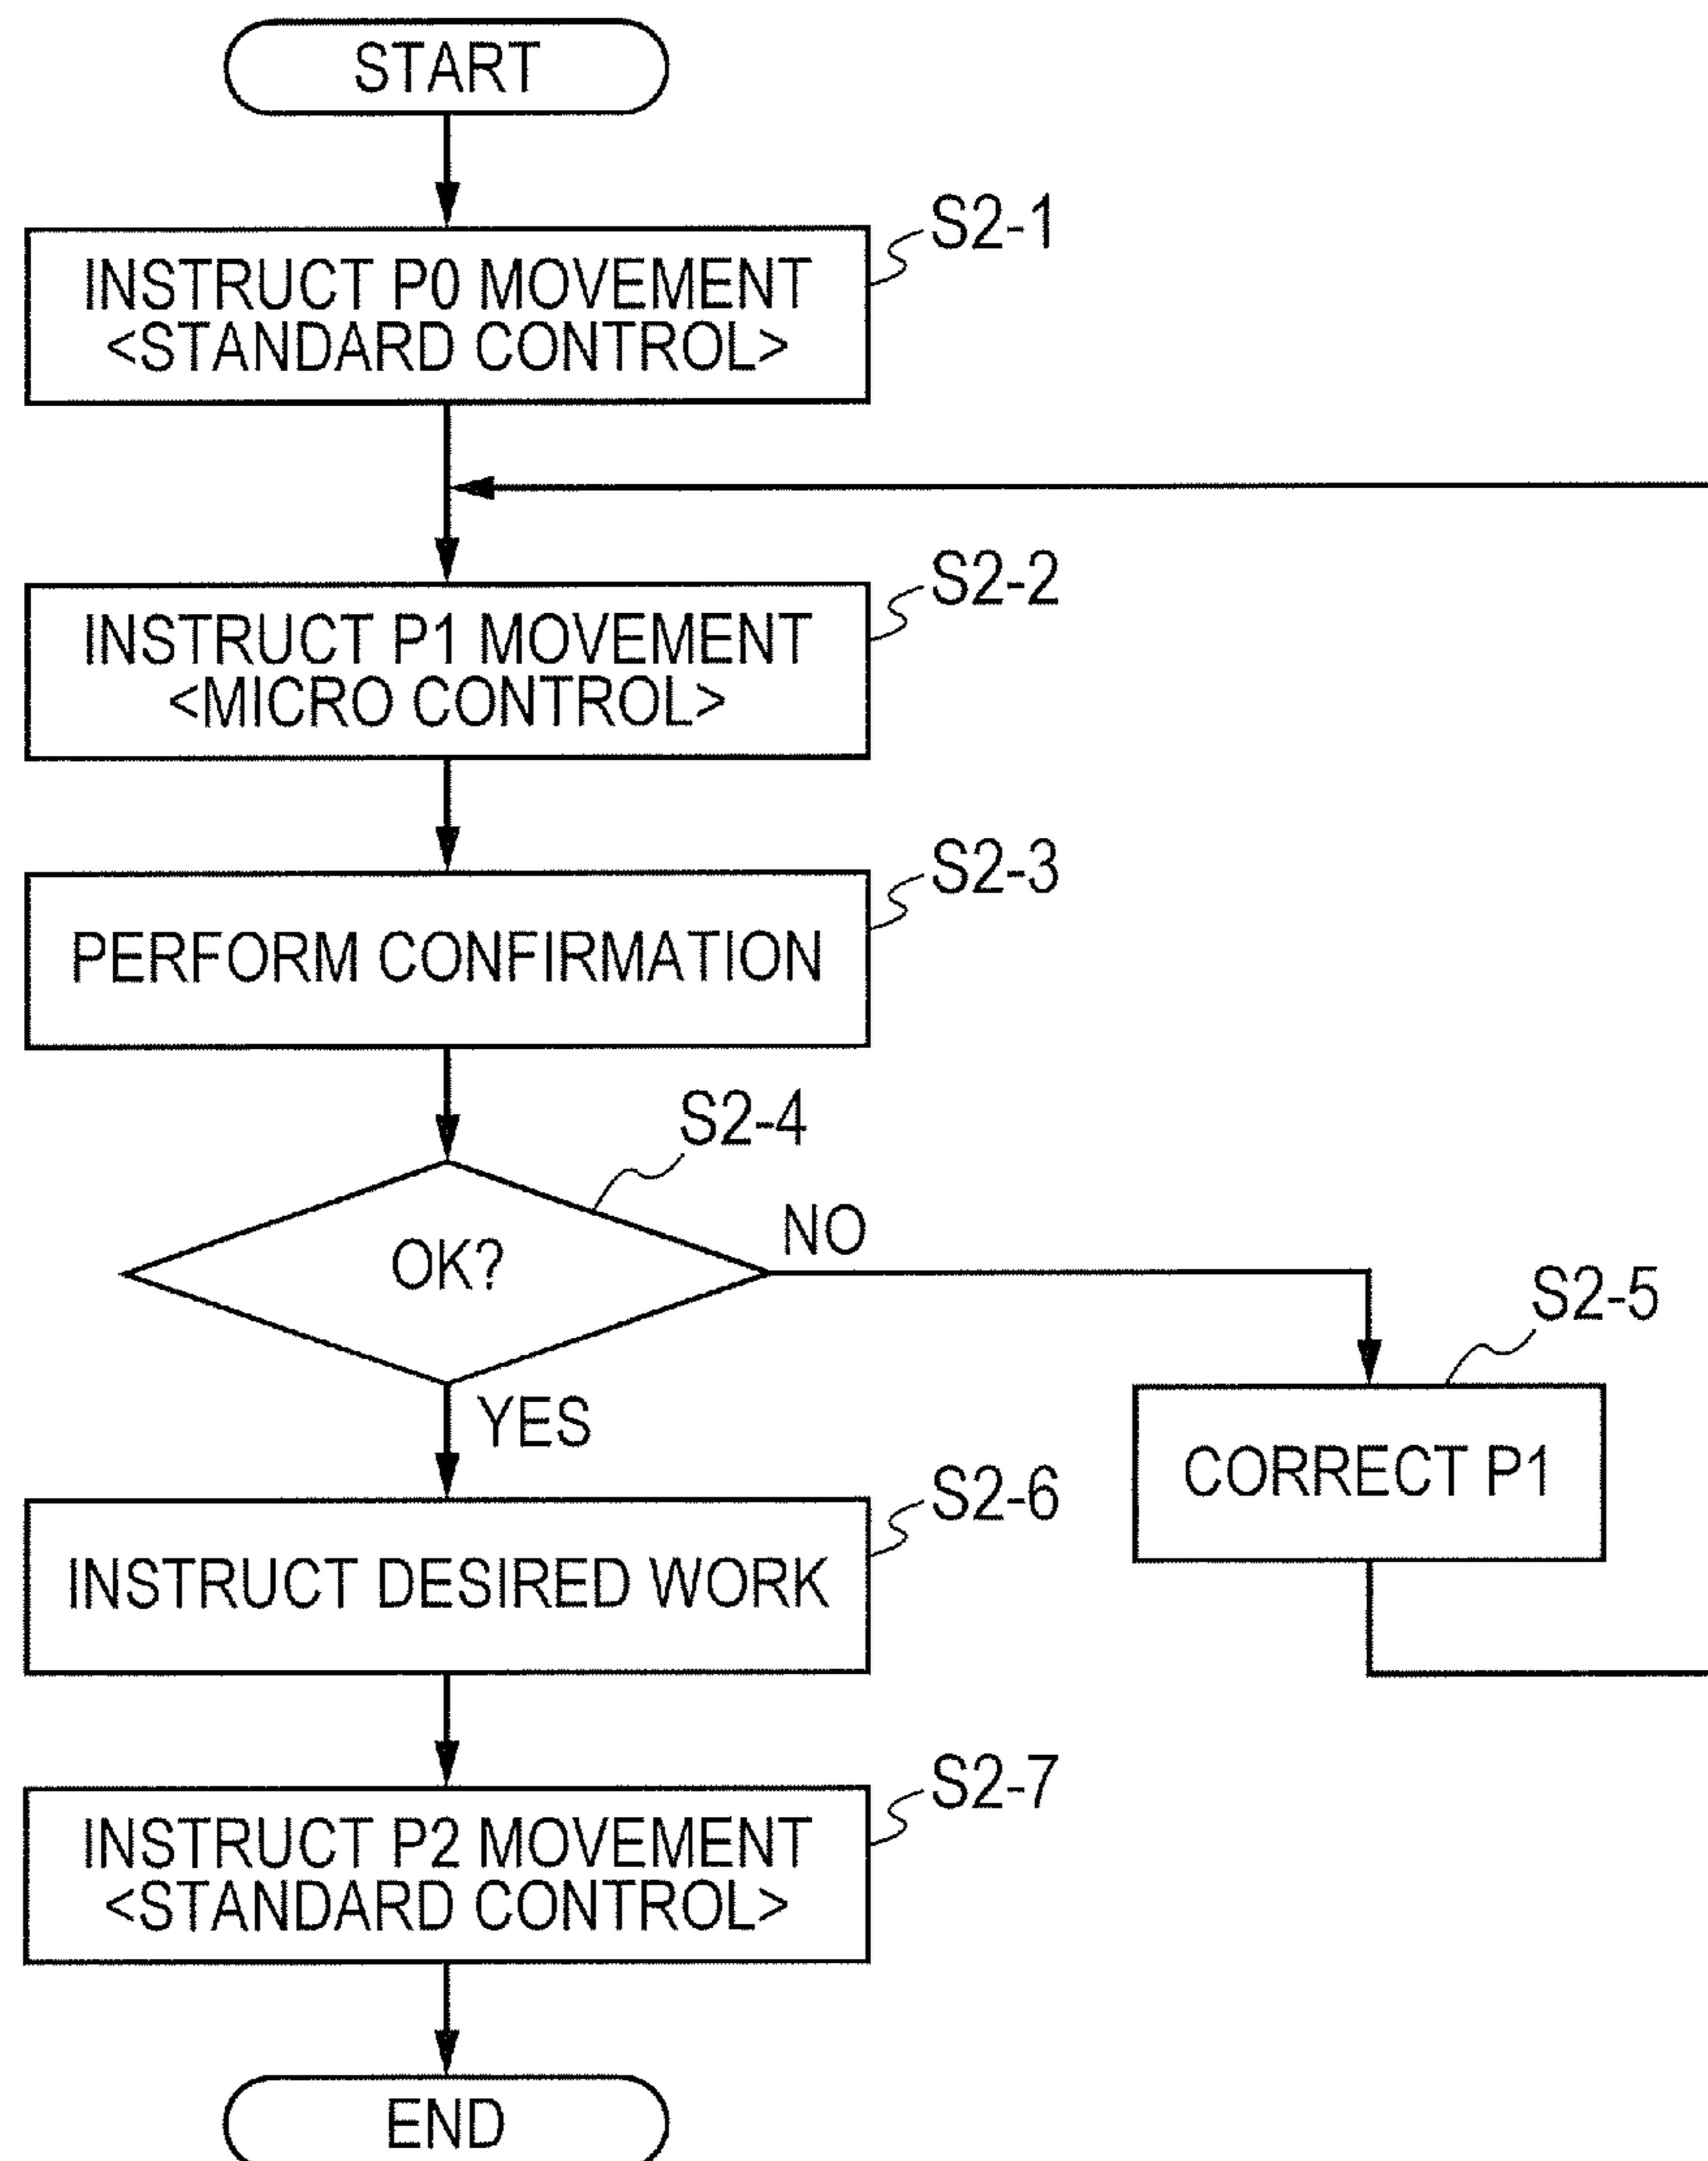 START
S2-1
INSTRUCT P0 MOVEMENT
<STANDARD CONTROL>
S2-2
INSTRUCT P1 MOVEMENT
<MICRO CONTROL>
S2-3
PERFORM CONFIRMATION
S2-4
OK?
NO
YES
S2-5
CORRECT P1
S2-6
INSTRUCT DESIRED WORK
S2-7
INSTRUCT P2 MOVEMENT
<STANDARD CONTROL>
END